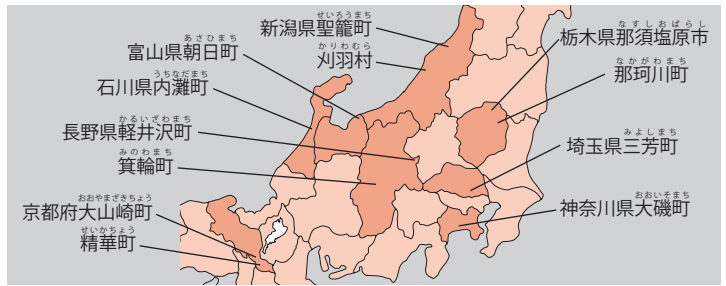 せいろうまち
新潟県聖籠町
かりわむら
刈羽村
あさひまち
富山県朝日町
うちなだまち
石川県内灘町
かるいざわまち
長野県軽井沢町
みのわまち
箕輪町
おおやまざきちょう
京都府大山崎町
せいかちょう
精華町
なすしおばらし
栃木県那須塩原市
なかがわまち
那珂川町
みよしまち
埼玉県三芳町
おおいそまち
神奈川県大磯町